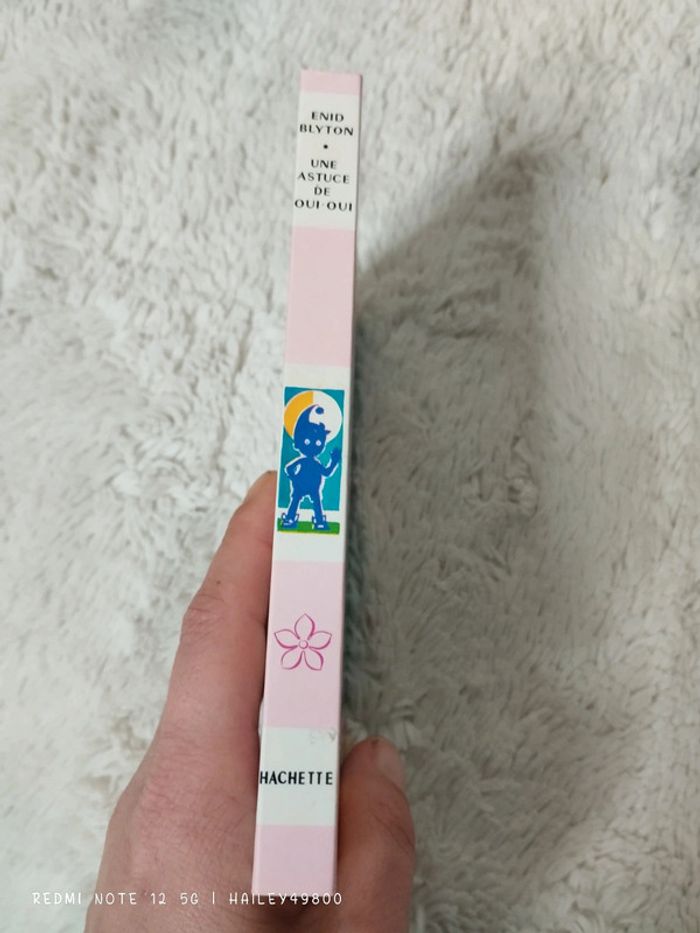 ENID
BLYTON
•
UNE
ASTUCE
DE
OUI-OUI
HACHETTE
REDMI NOTE 12 5G | HAILEY49800